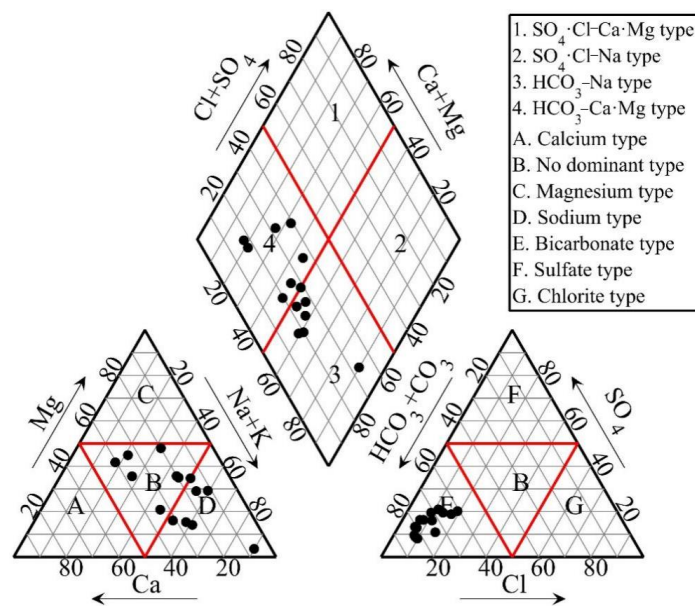 1. SO4·Cl–Ca·Mg type
2. SO4·Cl–Na type
3. HCO3–Na type
4. HCO3–Ca·Mg type
A. Calcium type
B. No dominant type
C. Magnesium type
D. Sodium type
E. Bicarbonate type
F. Sulfate type
G. Chlorite type
Cl+SO4
Ca+Mg
80 80
60 60
40 40
20 20
1
4 2
3
20 20
40 40
60 60
80 80
Mg
Na+K
80 20
60 40
40 60
20 80
C
A B D
80 60 40 20
Ca
HCO3+CO3
SO4
20 80
40 60
60 40
80 20
F
E B G
20 40 60 80
Cl